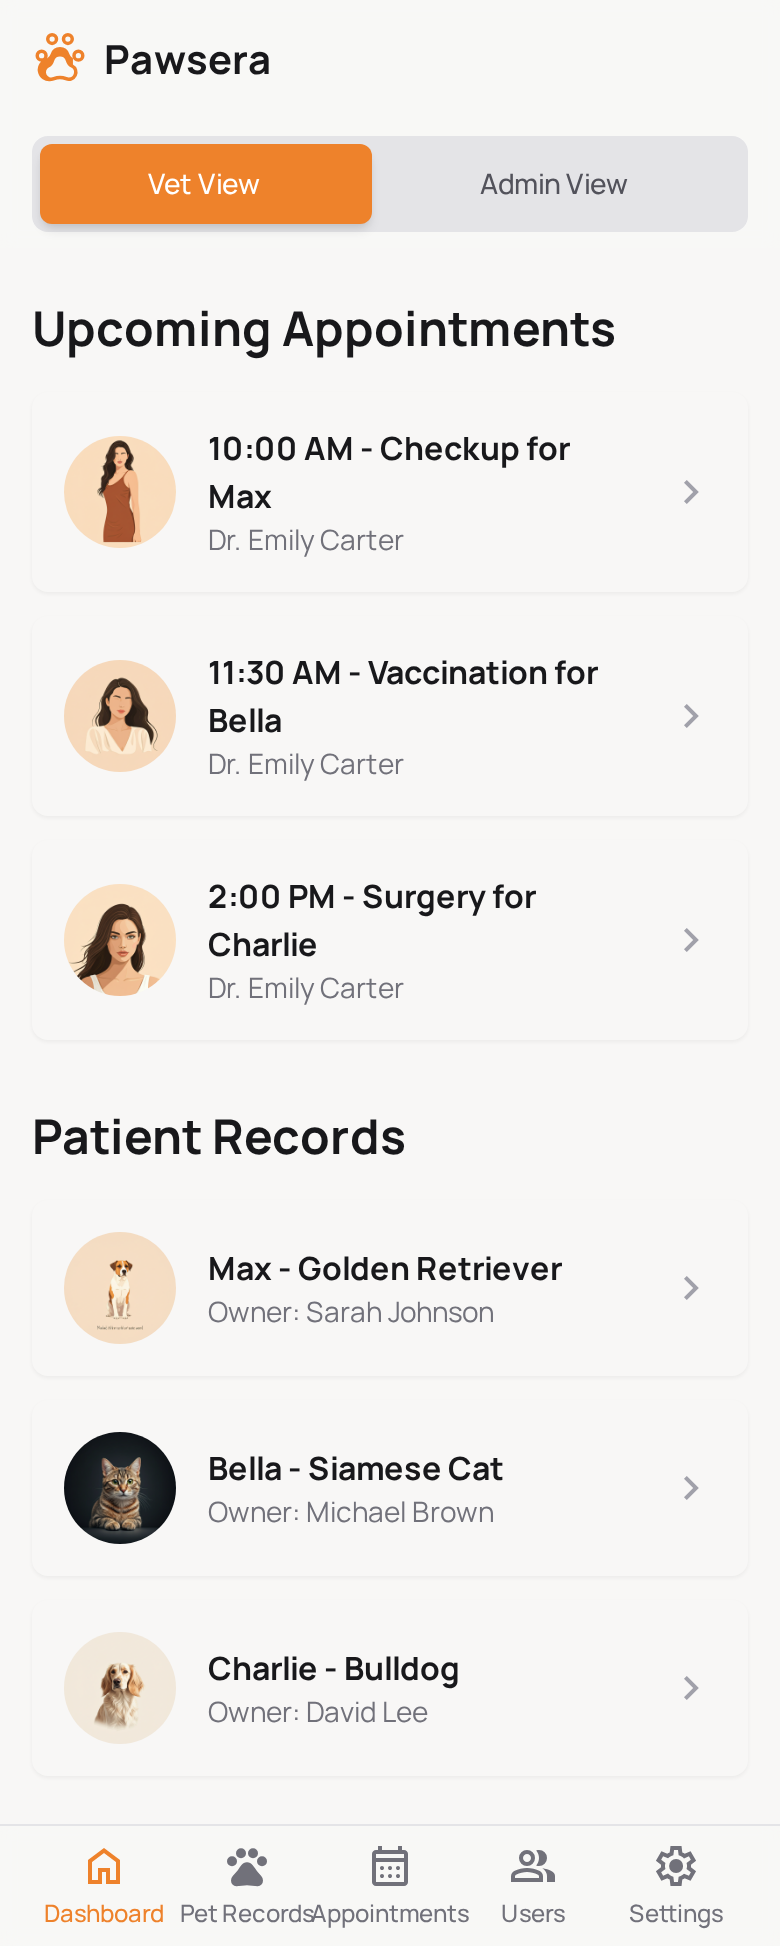 Pawsera
Vet View
Admin View
Upcoming Appointments
10:00 AM - Checkup for
Max
Dr. Emily Carter
11:30 AM - Vaccination for
Bella
Dr. Emily Carter
2:00 PM - Surgery for
Charlie
Dr. Emily Carter
Patient Records
Max - Golden Retriever
Owner: Sarah Johnson
Bella - Siamese Cat
Owner: Michael Brown
Charlie - Bulldog
Owner: David Lee
Dashboard
Pet Records
Appointments
Users
Settings